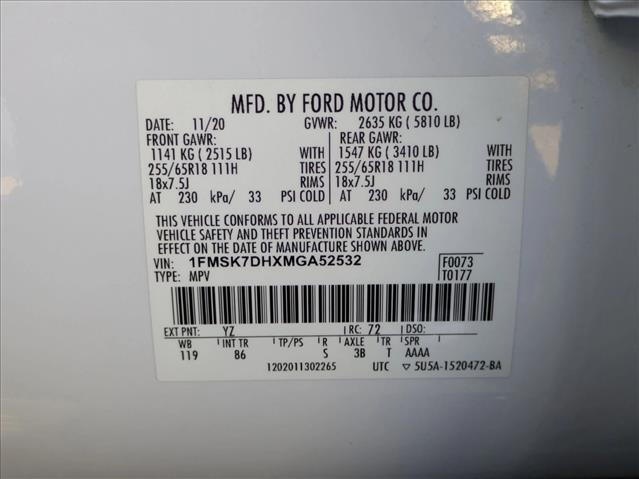 MFD. BY FORD MOTOR CO.
DATE: 11/20 GVWR: 2635 KG ( 5810 LB)
FRONT GAWR: REAR GAWR:
1141 KG ( 2515 LB) WITH 1547 KG ( 3410 LB) WITH
255/65R18 111H TIRES 255/65R18 111H TIRES
18x7.5J RIMS 18x7.5J RIMS
AT 230 kPa/ 33 PSI COLD AT 230 kPa/ 33 PSI COLD
THIS VEHICLE CONFORMS TO ALL APPLICABLE FEDERAL MOTOR
VEHICLE SAFETY AND THEFT PREVENTION STANDARDS IN
EFFECT ON THE DATE OF MANUFACTURE SHOWN ABOVE.
VIN: 1FMSK7DHXMGA52532 F0073
TYPE: MPV T0177
EXT PNT: YZ RC: 72 DSO:
WB INT TR TP/PS R AXLE TR SPR
119 86 S 3B T AAAA
1202011302265 UTC ▽ 5U5A-1520472-BA